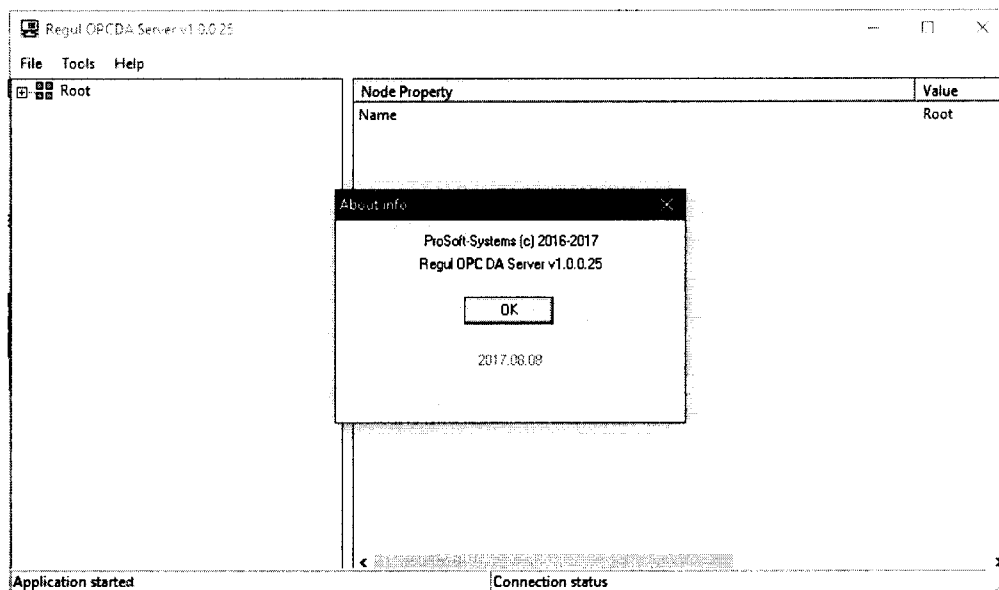 Regul OPCDA Server v1.0.0.25
File Tools Help
Root
Node Property Value
Name Root
About info
ProSoft-Systems (c) 2016-2017
Regul OPC DA Server v1.0.0.25
OK
2017.08.08
Application started Connection status